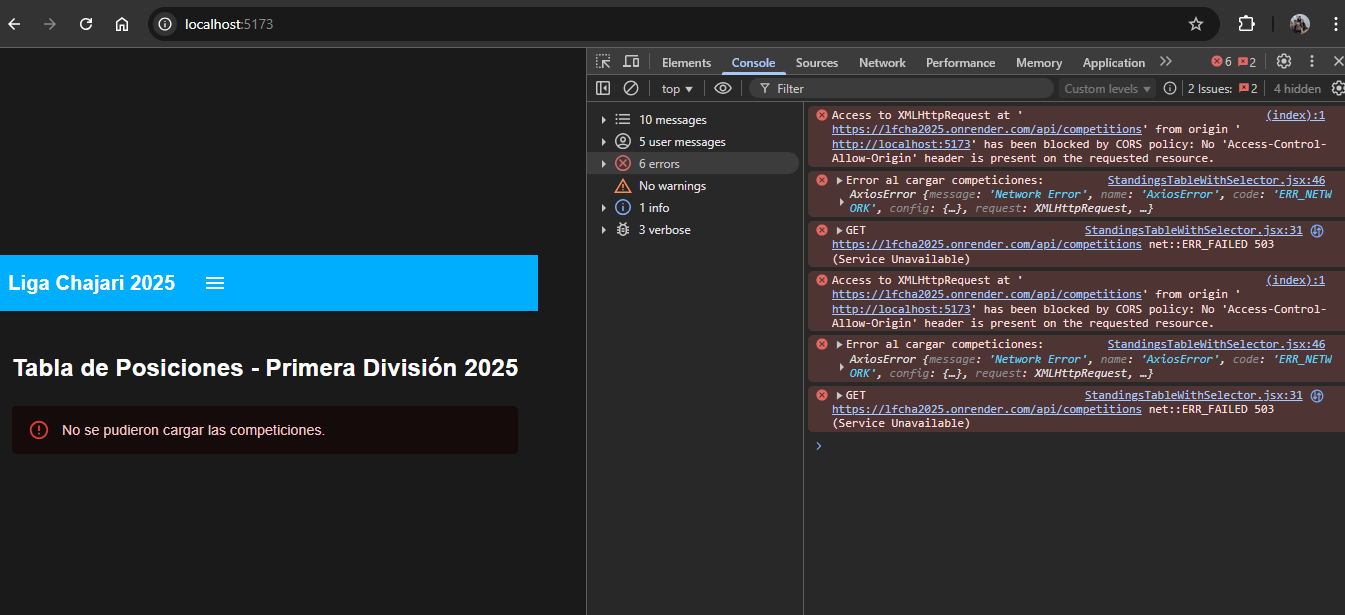 localhost:5173
Elements Console Sources Network Performance Memory Application 6 2
top Filter Custom levels 2 Issues: 2 4 hidden
10 messages
5 user messages
6 errors
No warnings
1 info
3 verbose
Liga Chajari 2025
Tabla de Posiciones - Primera División 2025
No se pudieron cargar las competiciones.
Access to XMLHttpRequest at ' (index):1
https://lfcha2025.onrender.com/api/competitions' from origin '
http://localhost:5173' has been blocked by CORS policy: No 'Access-Control-
Allow-Origin' header is present on the requested resource.
Error al cargar competiciones: StandingsTableWithSelector.jsx:46
AxiosError {message: 'Network Error', name: 'AxiosError', code: 'ERR_NETW
ORK', config: {…}, request: XMLHttpRequest, …}
GET StandingsTableWithSelector.jsx:31
https://lfcha2025.onrender.com/api/competitions net::ERR_FAILED 503
(Service Unavailable)
Access to XMLHttpRequest at ' (index):1
https://lfcha2025.onrender.com/api/competitions' from origin '
http://localhost:5173' has been blocked by CORS policy: No 'Access-Control-
Allow-Origin' header is present on the requested resource.
Error al cargar competiciones: StandingsTableWithSelector.jsx:46
AxiosError {message: 'Network Error', name: 'AxiosError', code: 'ERR_NETW
ORK', config: {…}, request: XMLHttpRequest, …}
GET StandingsTableWithSelector.jsx:31
https://lfcha2025.onrender.com/api/competitions net::ERR_FAILED 503
(Service Unavailable)